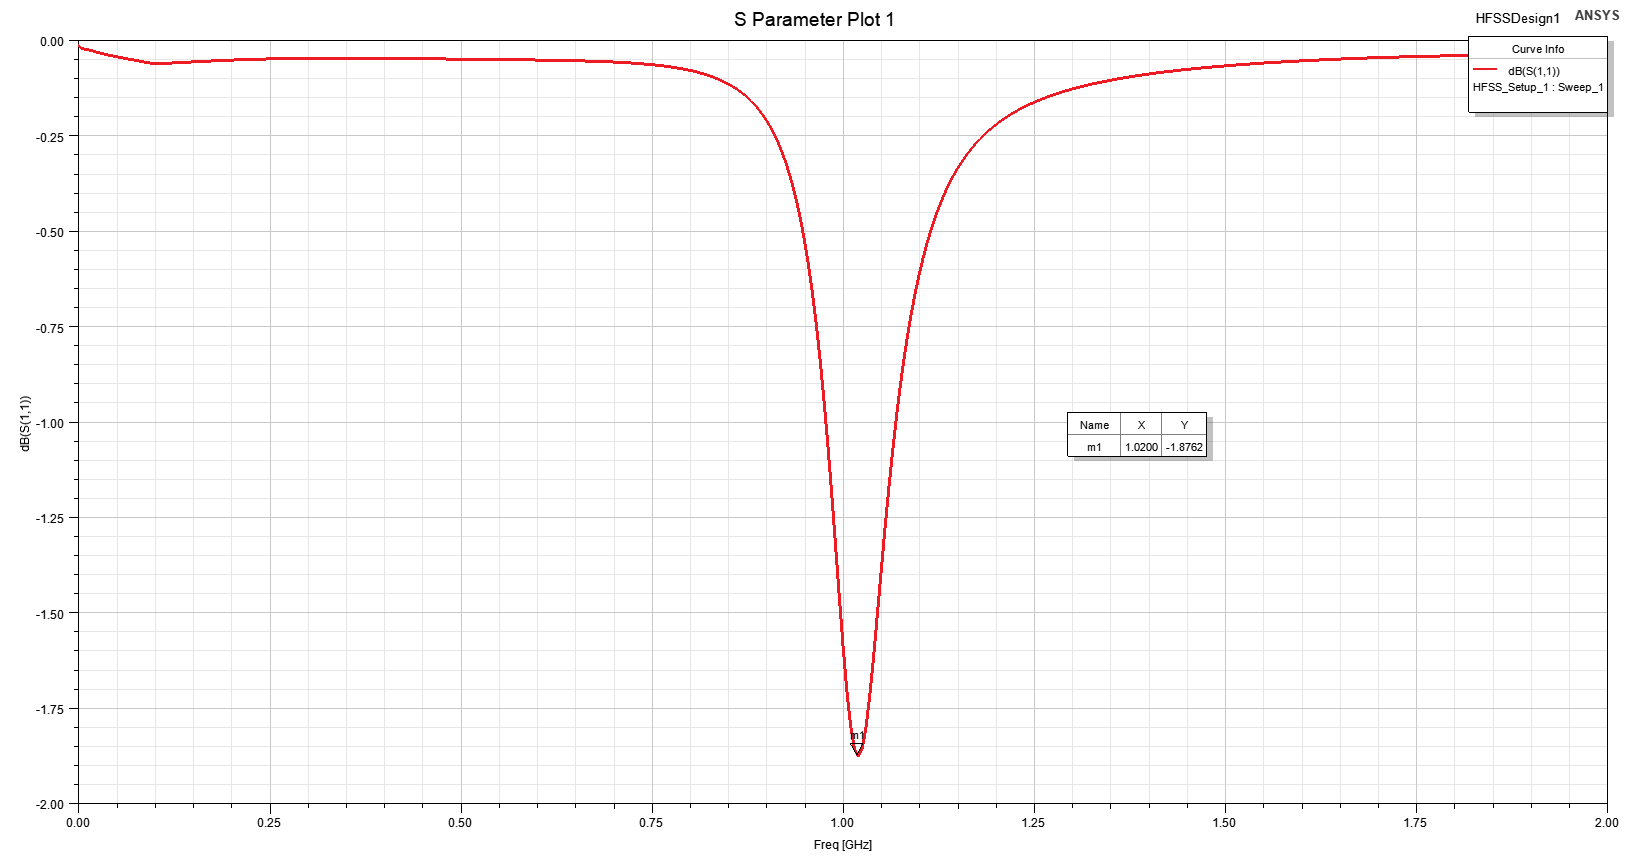 S Parameter Plot 1
HFSSDesign1
ANSYS
Curve Info
dB(S(1,1))
HFSS_Setup_1 : Sweep_1
0.00
-0.25
-0.50
-0.75
-1.00
-1.25
-1.50
-1.75
-2.00
dB(S(1,1))
Name X Y
m1 1.0200 -1.8762
m1
0.00 0.25 0.50 0.75 1.00 1.25 1.50 1.75 2.00
Freq [GHz]